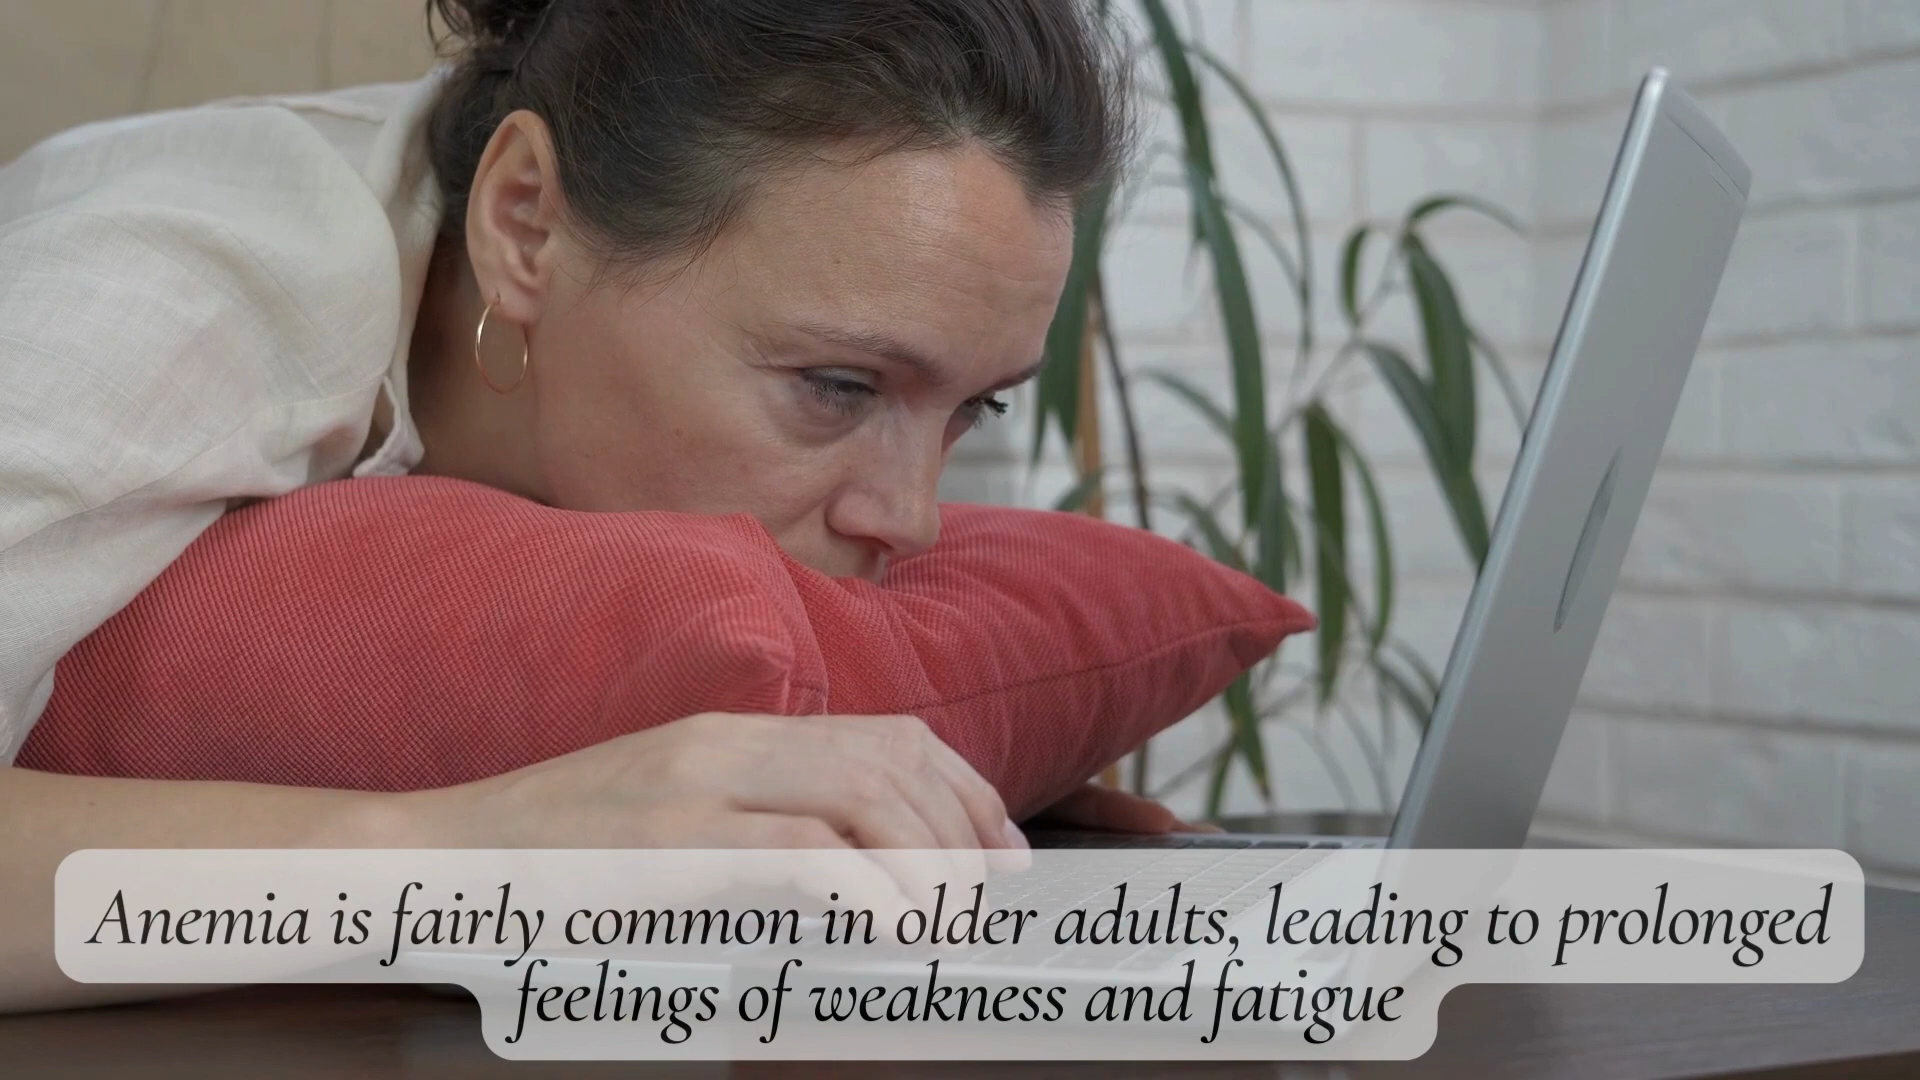 Anemia is fairly common in older adults, leading to prolonged
feelings of weakness and fatigue